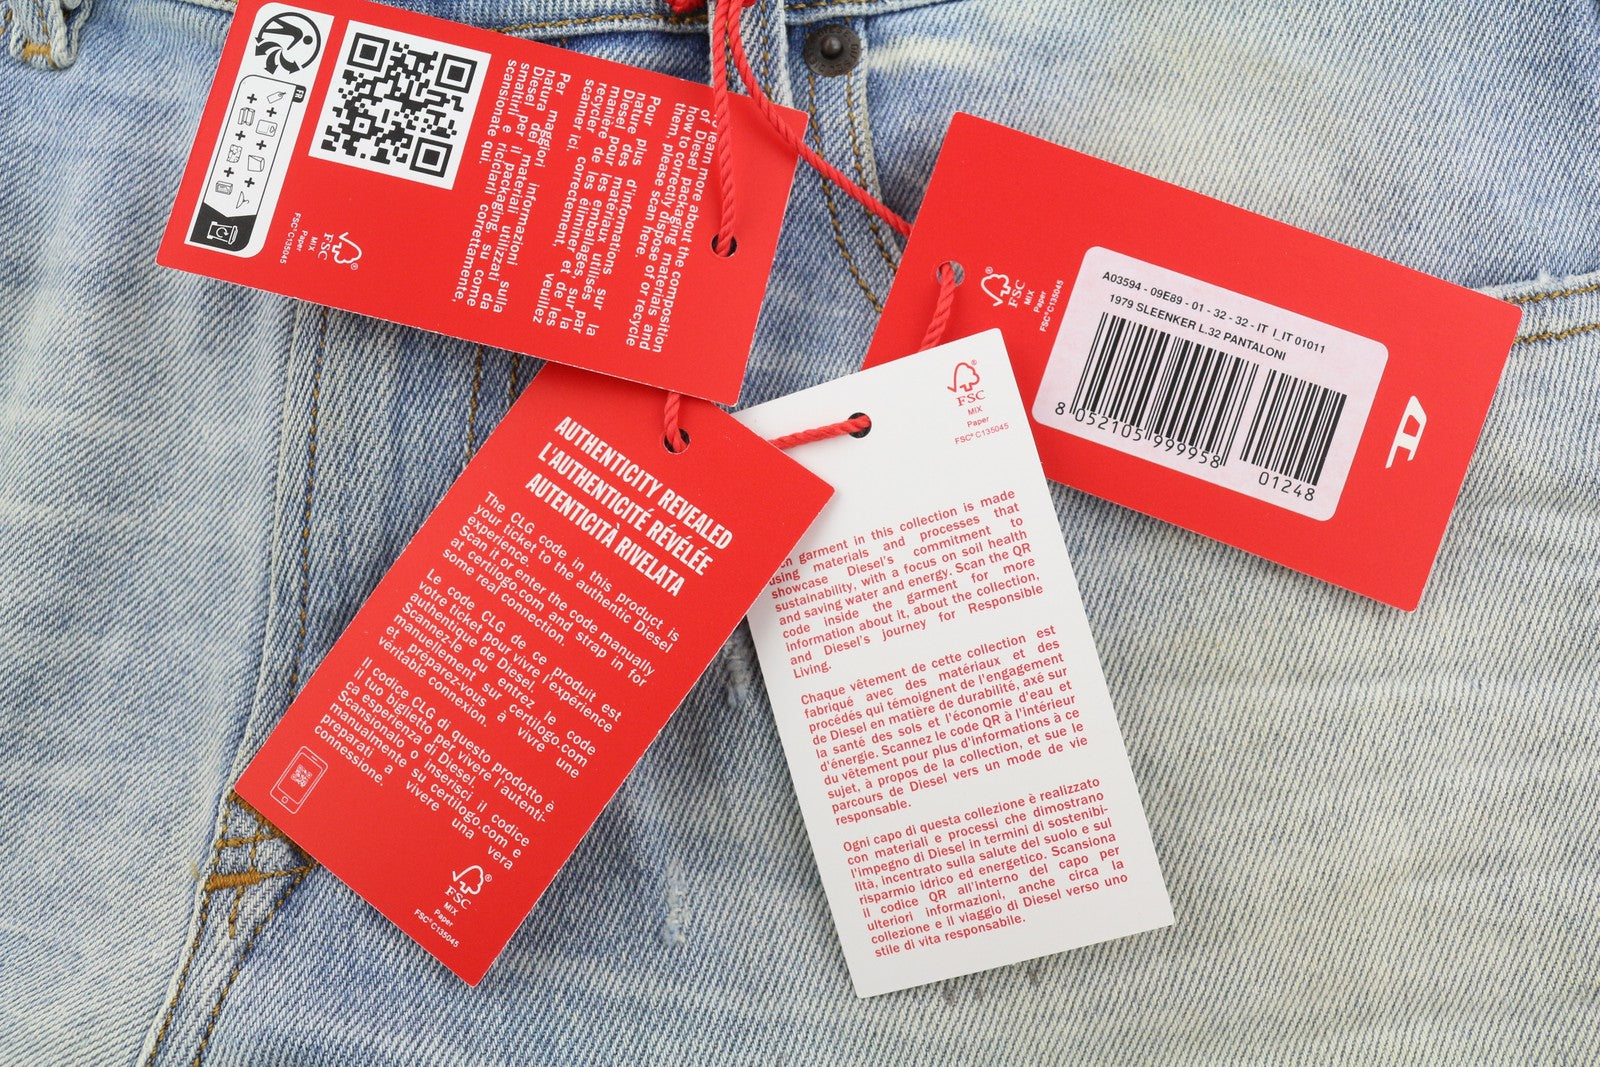 FR
FSC®
MIX
Paper
FSC® C135045
learn more about the composition
of Diesel packaging materials and
how to correctly dispose of or recycle
them, please scan here.
Pour plus d'informations sur la
nature des matériaux utilisés par
Diesel pour les emballages, sur la
manière de les éliminer et de les
recycler correctement, veuillez
scanner ici.
Per maggiori informazioni sulla
natura dei materiali utilizzati da
Diesel per il packaging, su come
smaltirli e riciclarli correttamente,
scansionate qui.
FSC®
MIX
Paper
FSC® C135045
A03594 - 09E89 - 01 - 32 - 32 - IT I_IT 01011
1979 SLEENKER L.32 PANTALONI
8 052105 999958
01248
D
AUTHENTICITY REVEALED
L'AUTHENTICITÉ RÉVÉLÉE
AUTENTICITÀ RIVELATA
The CLG code in this product is
your ticket to the authentic Diesel
experience.
Scan it or enter the code manually
at certilogo.com and strap in for
some real connection.
Le code CLG de ce produit est
votre ticket pour vivre l'expérience
authentique de Diesel.
Scannez-le ou entrez le code
manuellement sur certilogo.com
et préparez-vous à vivre une
véritable connexion.
Il codice CLG di questo prodotto è
il tuo biglietto per vivere l'autenti-
ca esperienza di Diesel.
Scansionalo o inserisci il codice
manualmente su certilogo.com e
preparati a vivere una vera
connessione.
FSC®
MIX
Paper
FSC® C135045
FSC®
MIX
Paper
FSC® C135045
garment in this collection is made
using materials and processes that
showcase Diesel's commitment to
sustainability, with a focus on soil health
and saving water and energy. Scan the QR
code inside the garment for more
information about it, about the collection,
and Diesel's journey for Responsible
Living.
Chaque vêtement de cette collection est
fabriqué avec des matériaux et des
procédés qui témoignent de l'engagement
de Diesel en matière de durabilité, axé sur
la santé des sols et l'économie d'eau et
d'énergie. Scannez le code QR à l'intérieur
du vêtement pour plus d'informations à ce
sujet, à propos de la collection, et sue le
parcours de Diesel vers un mode de vie
responsable.
Ogni capo di questa collezione è realizzato
con materiali e processi che dimostrano
l'impegno di Diesel in termini di sostenibi-
lità, incentrato sulla salute del suolo e sul
risparmio idrico ed energetico. Scansiona
il codice QR all'interno del capo per
ulteriori informazioni, anche circa la
collezione e il viaggio di Diesel verso uno
stile di vita responsabile.